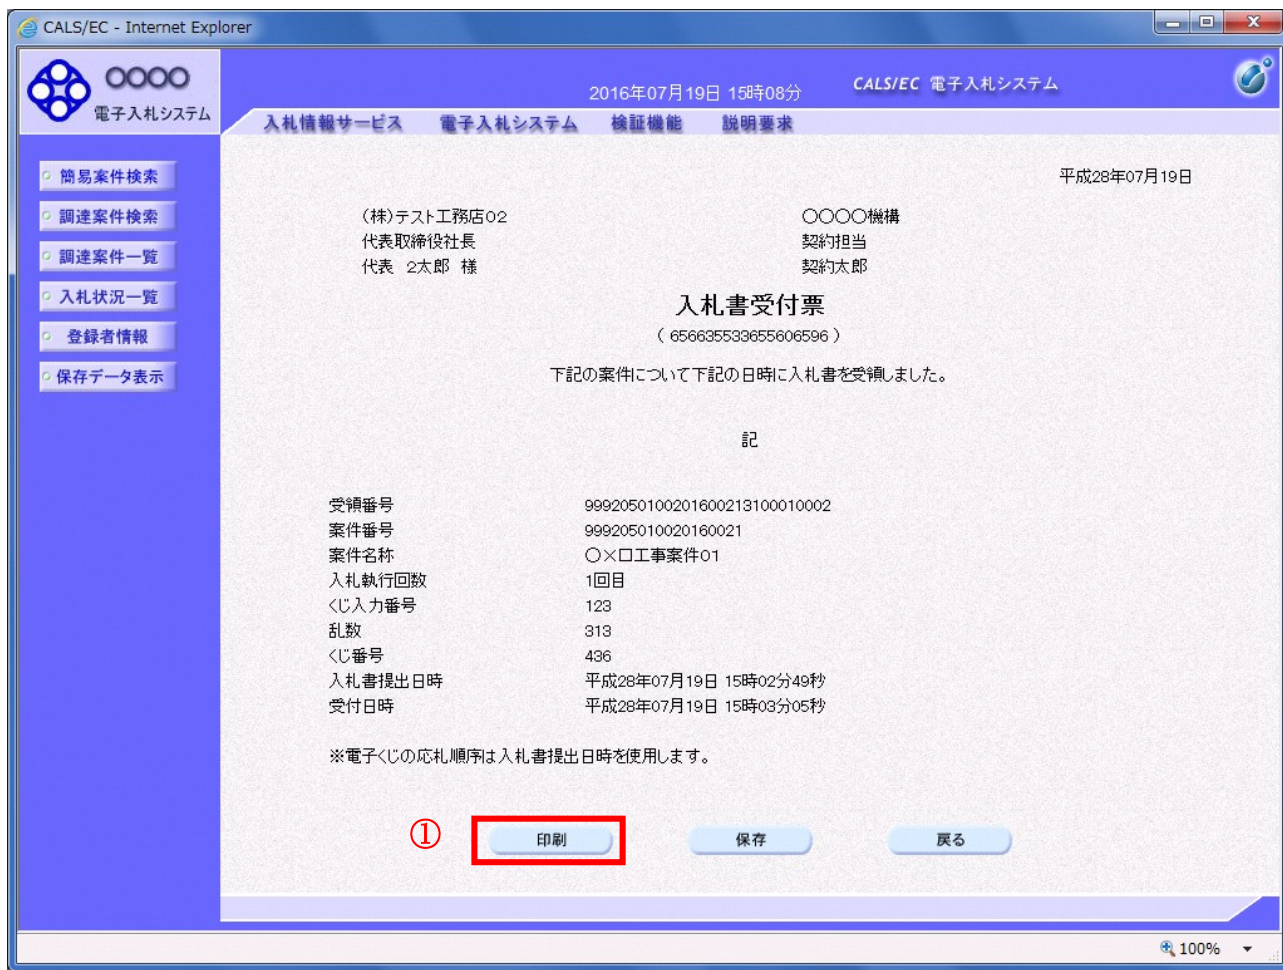 CALS/EC - Internet Explorer
OOOO
電子入札システム
2016年07月19日 15時08分
CALS/EC 電子入札システム
入札情報サービス 電子入札システム 検証機能 説明要求
簡易案件検索
調達案件検索
調達案件一覧
入札状況一覧
登録者情報
保存データ表示
平成28年07月19日
(株)テスト工務店02
代表取締役社長
代表 2太郎 様
〇〇〇〇機構
契約担当
契約太郎
入札書受付票
( 656635533655606596 )
下記の案件について下記の日時に入札書を受領しました。
記
受領番号 99920501002016002131​00010002
案件番号 999205010020160021
案件名称 〇×口工事案件01
入札執行回数 1回目
くじ入力番号 123
乱数 313
くじ番号 436
入札書提出日時 平成28年07月19日 15時02分49秒
受付日時 平成28年07月19日 15時03分05秒
※電子くじの応札順序は入札書提出日時を使用します。
① 印刷 保存 戻る
100%